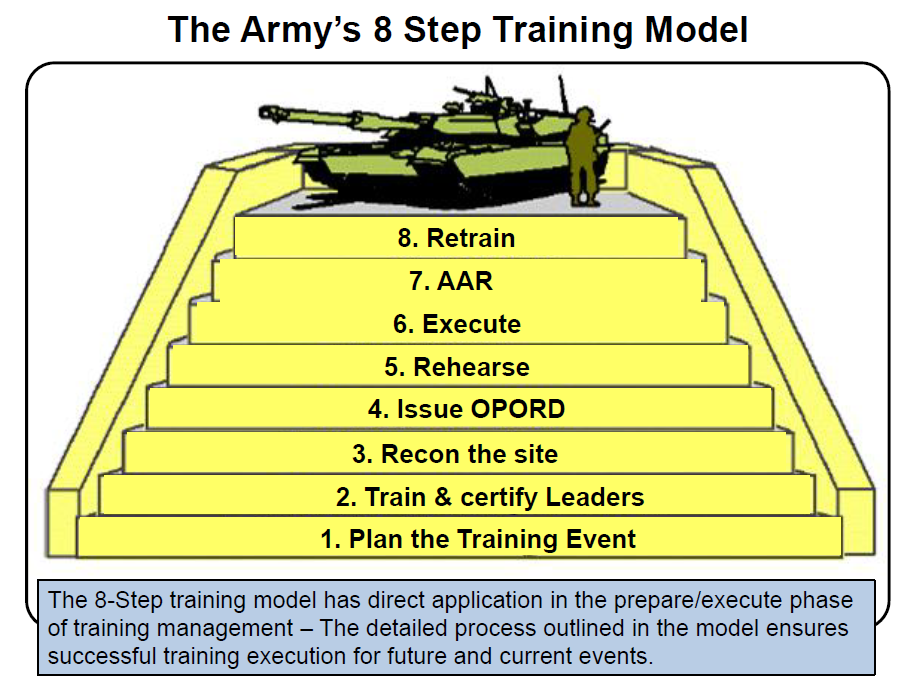 The Army’s 8 Step Training Model
8. Retrain
7. AAR
6. Execute
5. Rehearse
4. Issue OPORD
3. Recon the site
2. Train & certify Leaders
1. Plan the Training Event
The 8-Step training model has direct application in the prepare/execute phase
of training management – The detailed process outlined in the model ensures
successful training execution for future and current events.